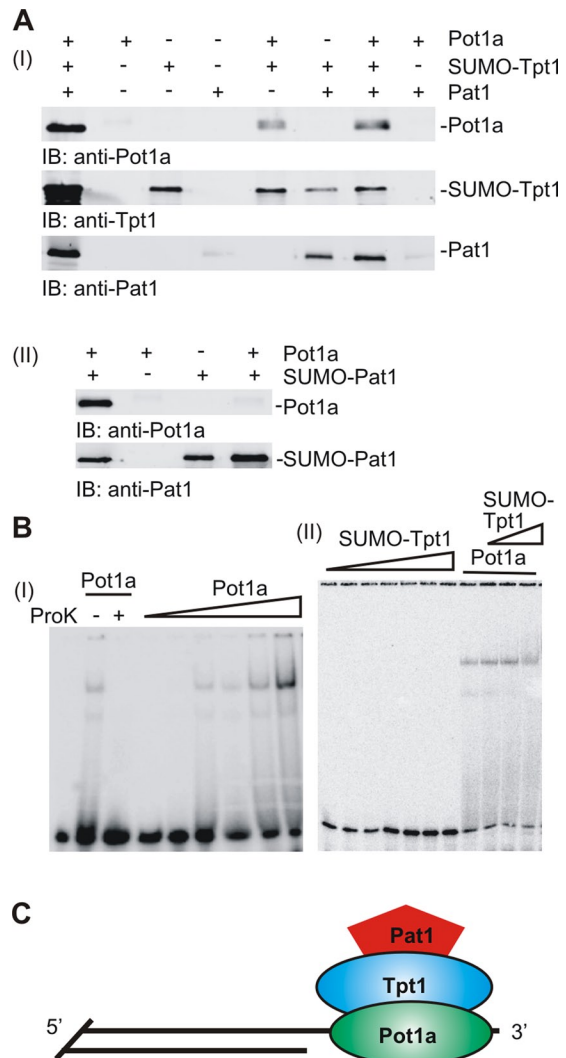 A
(I)
+ + - - + - + + Pot1a
+ - + - + + + - SUMO-Tpt1
+ - - + - + + + Pat1
-Pot1a
IB: anti-Pot1a
-SUMO-Tpt1
IB: anti-Tpt1
-Pat1
IB: anti-Pat1
(II)
+ + - + Pot1a
+ - + + SUMO-Pat1
-Pot1a
IB: anti-Pot1a
-SUMO-Pat1
IB: anti-Pat1
B
(I)
Pot1a
ProK - +
Pot1a
(II)
SUMO-Tpt1
SUMO-
Tpt1
Pot1a
C
Pat1
Tpt1
Pot1a
5’
3’